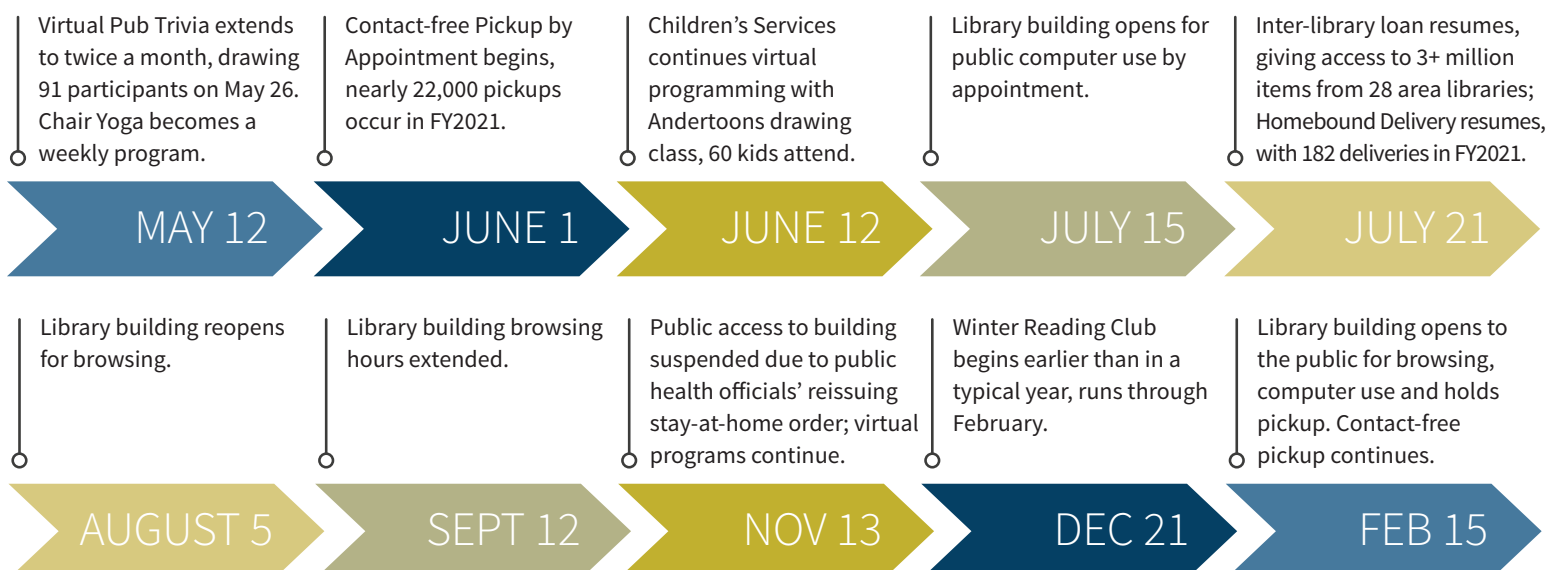 Virtual Pub Trivia extends
to twice a month, drawing
91 participants on May 26.
Chair Yoga becomes a
weekly program.
MAY 12
Contact-free Pickup by
Appointment begins,
nearly 22,000 pickups
occur in FY2021.
JUNE 1
Children’s Services
continues virtual
programming with
Andertoons drawing
class, 60 kids attend.
JUNE 12
Library building opens for
public computer use by
appointment.
JULY 15
Inter-library loan resumes,
giving access to 3+ million
items from 28 area libraries;
Homebound Delivery resumes,
with 182 deliveries in FY2021.
JULY 21
Library building reopens
for browsing.
AUGUST 5
Library building browsing
hours extended.
SEPT 12
Public access to building
suspended due to public
health officials’ reissuing
stay-at-home order; virtual
programs continue.
NOV 13
Winter Reading Club
begins earlier than in a
typical year, runs through
February.
DEC 21
Library building opens to
the public for browsing,
computer use and holds
pickup. Contact-free
pickup continues.
FEB 15